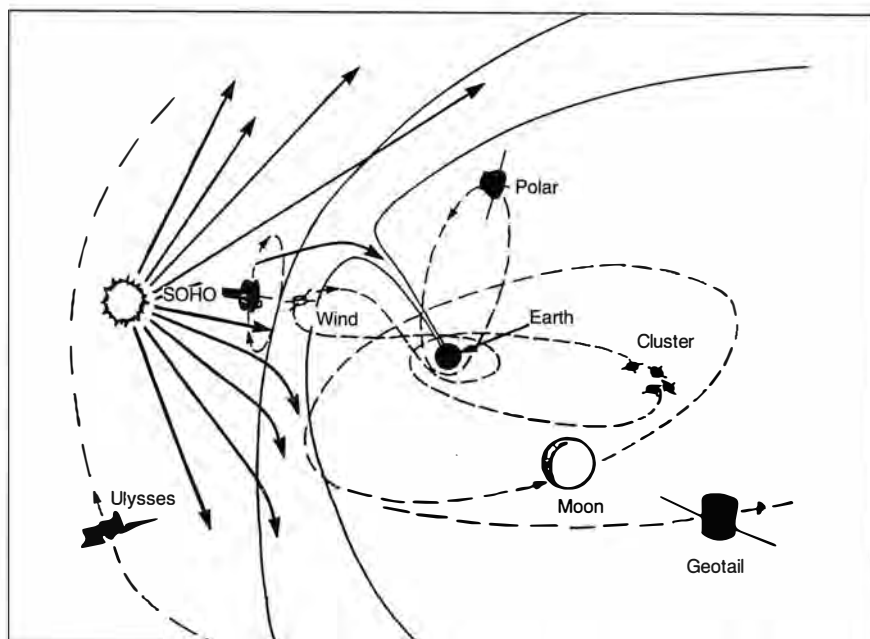 Polar
SOHO
Wind
Earth
Cluster
Ulysses
Moon
Geotail